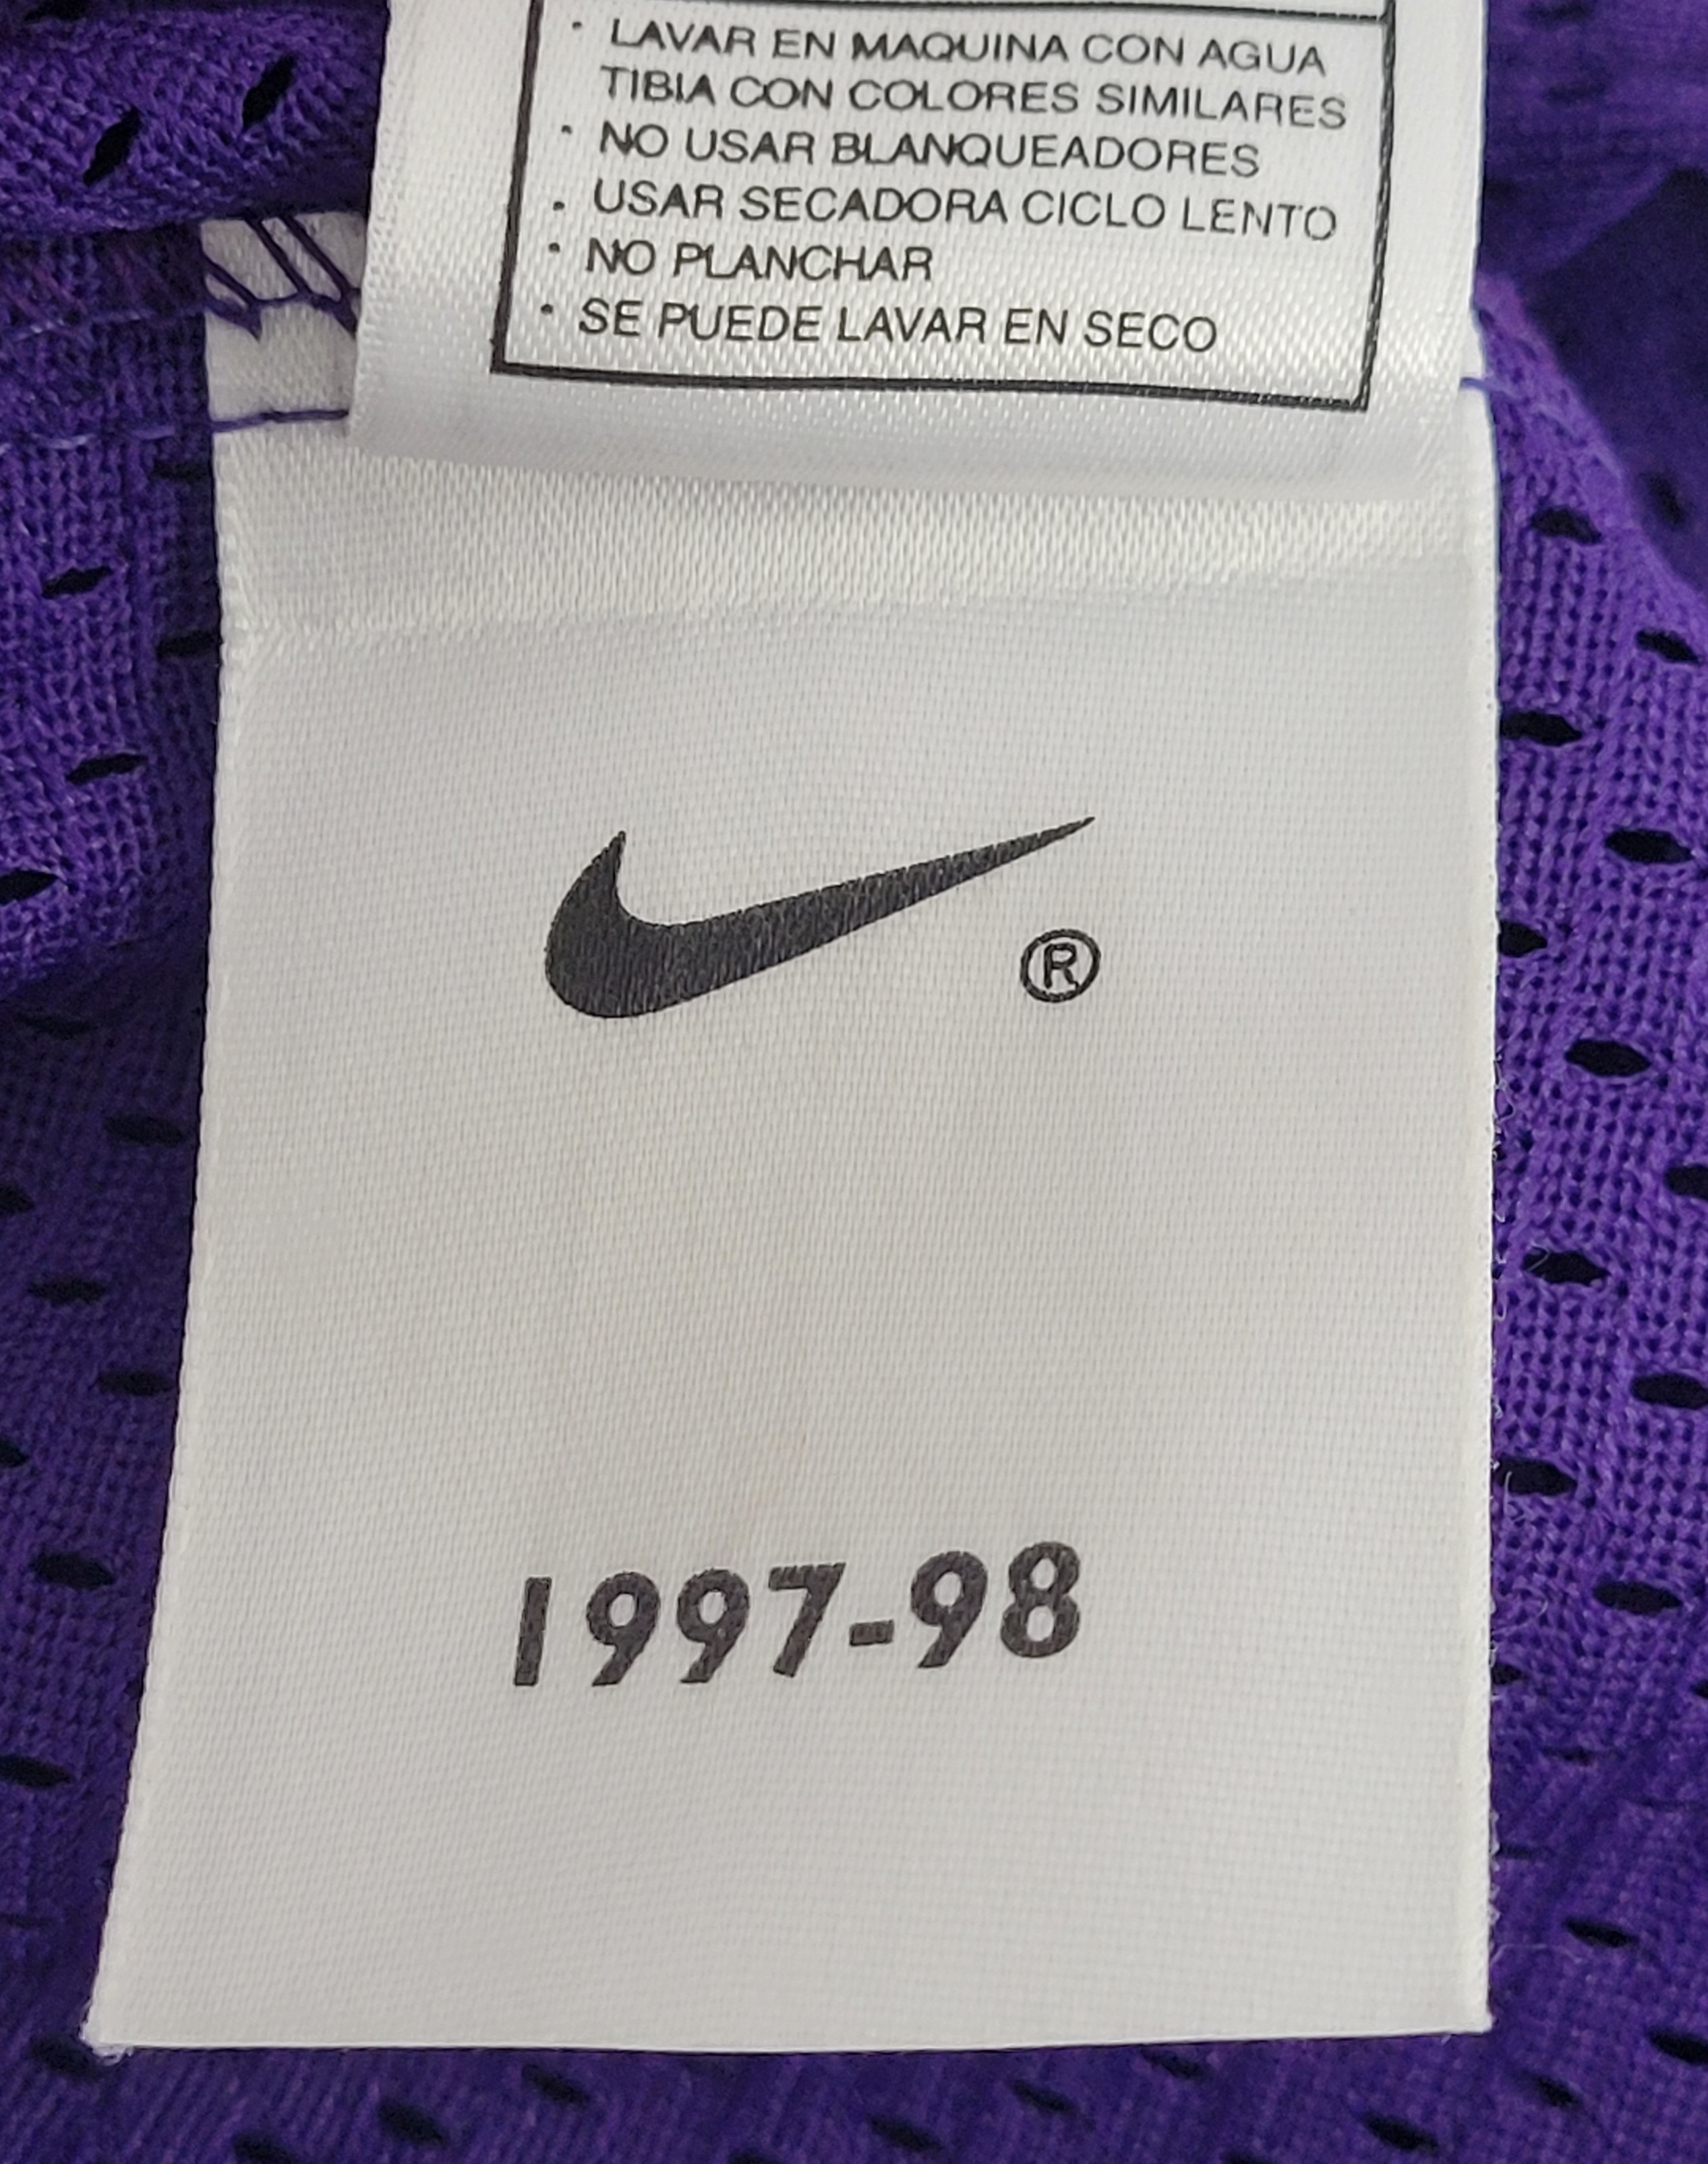 · LAVAR EN MAQUINA CON AGUA
TIBIA CON COLORES SIMILARES
· NO USAR BLANQUEADORES
· USAR SECADORA CICLO LENTO
· NO PLANCHAR
· SE PUEDE LAVAR EN SECO
®
1997-98